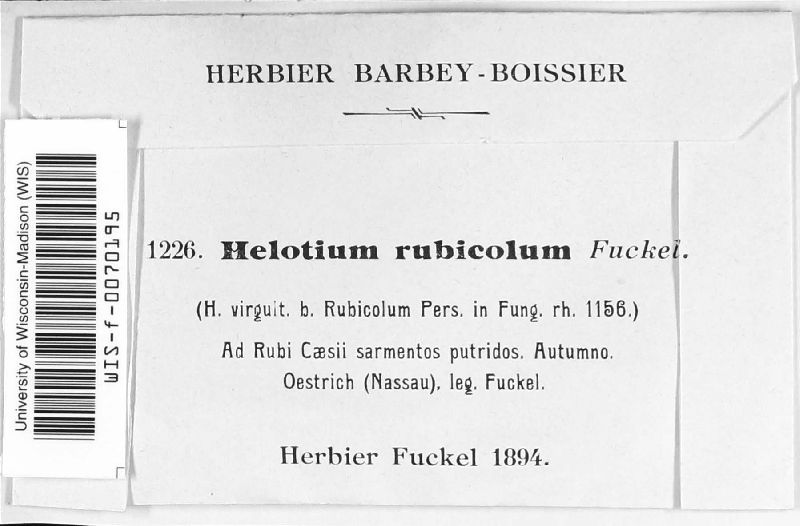 HERBIER BARBEY-BOISSIER
University of Wisconsin-Madison (WIS)
WIS-f-0070195
1226. Helotium rubicolum Fuckel.
(H. virguit. b. Rubicolum Pers. in Fung. rh. 1156.)
Ad Rubi Cæsii sarmentos putridos. Autumno.
Oestrich (Nassau), leg. Fuckel.
Herbier Fuckel 1894.